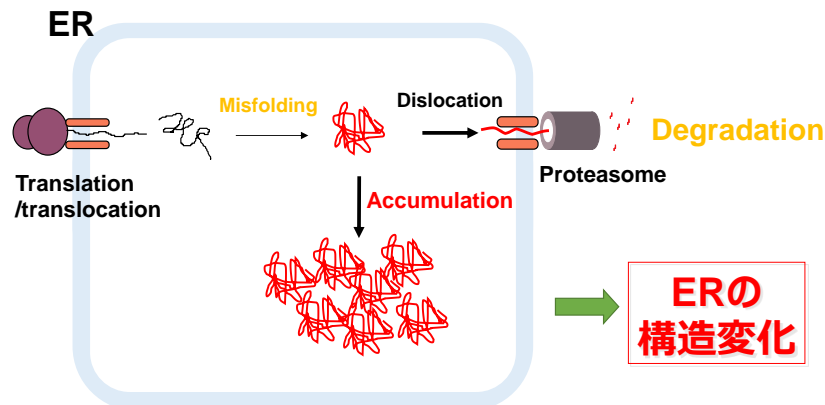 ER
Misfolding
Dislocation
Degradation
Translation
/translocation
Proteasome
Accumulation
ERの
構造変化